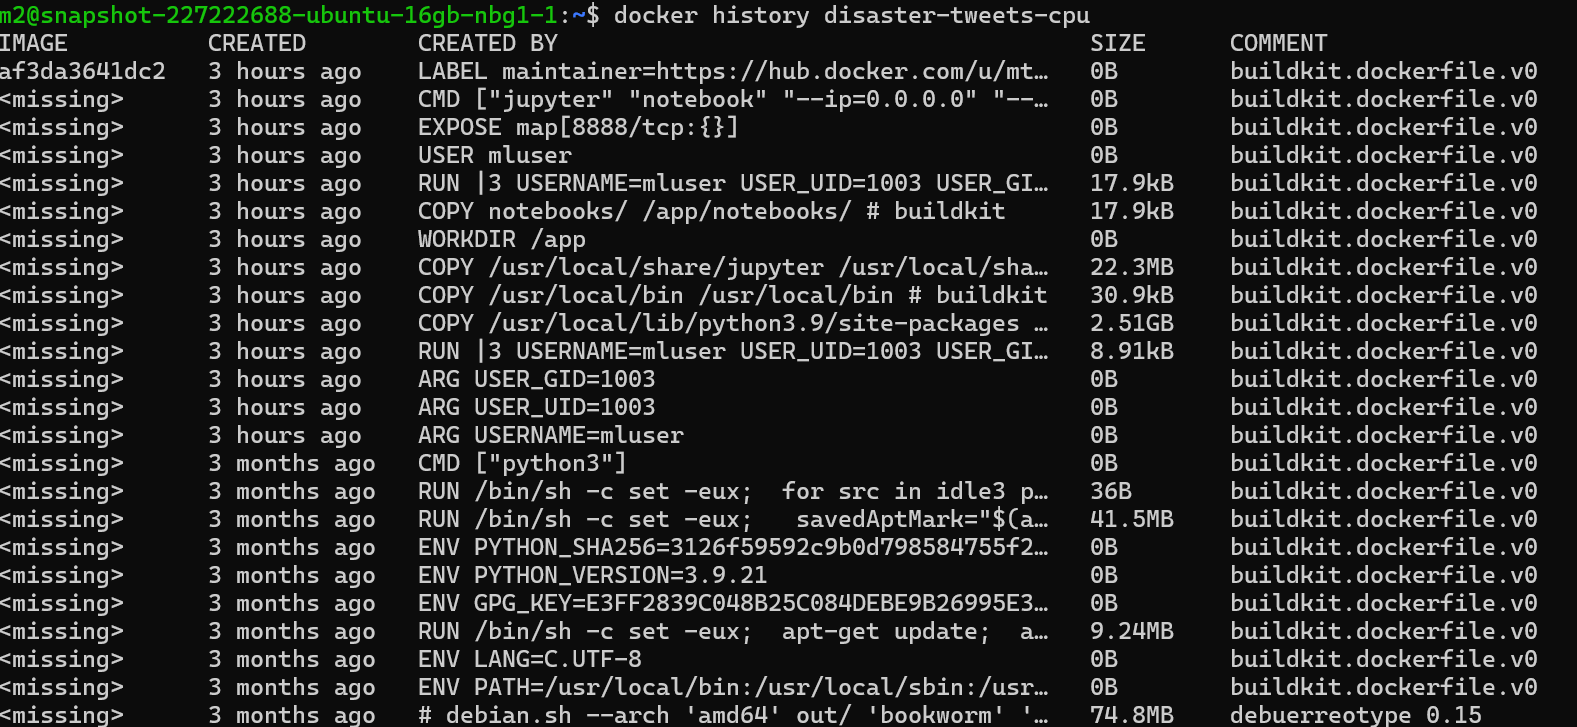 m2@snapshot-227222688-ubuntu-16gb-nbg1-1:~$ docker history disaster-tweets-cpu
IMAGE CREATED CREATED BY SIZE COMMENT
af3da3641dc2 3 hours ago LABEL maintainer=https://hub.docker.com/u/mt… 0B buildkit.dockerfile.v0
<missing> 3 hours ago CMD ["jupyter" "notebook" "--ip=0.0.0.0" "--… 0B buildkit.dockerfile.v0
<missing> 3 hours ago EXPOSE map[8888/tcp:{}] 0B buildkit.dockerfile.v0
<missing> 3 hours ago USER mluser 0B buildkit.dockerfile.v0
<missing> 3 hours ago RUN |3 USERNAME=mluser USER_UID=1003 USER_GI… 17.9kB buildkit.dockerfile.v0
<missing> 3 hours ago COPY notebooks/ /app/notebooks/ # buildkit 17.9kB buildkit.dockerfile.v0
<missing> 3 hours ago WORKDIR /app 0B buildkit.dockerfile.v0
<missing> 3 hours ago COPY /usr/local/share/jupyter /usr/local/sha… 22.3MB buildkit.dockerfile.v0
<missing> 3 hours ago COPY /usr/local/bin /usr/local/bin # buildkit 30.9kB buildkit.dockerfile.v0
<missing> 3 hours ago COPY /usr/local/lib/python3.9/site-packages … 2.51GB buildkit.dockerfile.v0
<missing> 3 hours ago RUN |3 USERNAME=mluser USER_UID=1003 USER_GI… 8.91kB buildkit.dockerfile.v0
<missing> 3 hours ago ARG USER_GID=1003 0B buildkit.dockerfile.v0
<missing> 3 hours ago ARG USER_UID=1003 0B buildkit.dockerfile.v0
<missing> 3 hours ago ARG USERNAME=mluser 0B buildkit.dockerfile.v0
<missing> 3 months ago CMD ["python3"] 0B buildkit.dockerfile.v0
<missing> 3 months ago RUN /bin/sh -c set -eux; for src in idle3 p… 36B buildkit.dockerfile.v0
<missing> 3 months ago RUN /bin/sh -c set -eux; savedAptMark="$(a… 41.5MB buildkit.dockerfile.v0
<missing> 3 months ago ENV PYTHON_SHA256=3126f59592c9b0d798584755f2… 0B buildkit.dockerfile.v0
<missing> 3 months ago ENV PYTHON_VERSION=3.9.21 0B buildkit.dockerfile.v0
<missing> 3 months ago ENV GPG_KEY=E3FF2839C048B25C084DEBE9B26995E3… 0B buildkit.dockerfile.v0
<missing> 3 months ago RUN /bin/sh -c set -eux; apt-get update; a… 9.24MB buildkit.dockerfile.v0
<missing> 3 months ago ENV LANG=C.UTF-8 0B buildkit.dockerfile.v0
<missing> 3 months ago ENV PATH=/usr/local/bin:/usr/local/sbin:/usr… 0B buildkit.dockerfile.v0
<missing> 3 months ago # debian.sh --arch 'amd64' out/ 'bookworm' '… 74.8MB debuerreotype 0.15